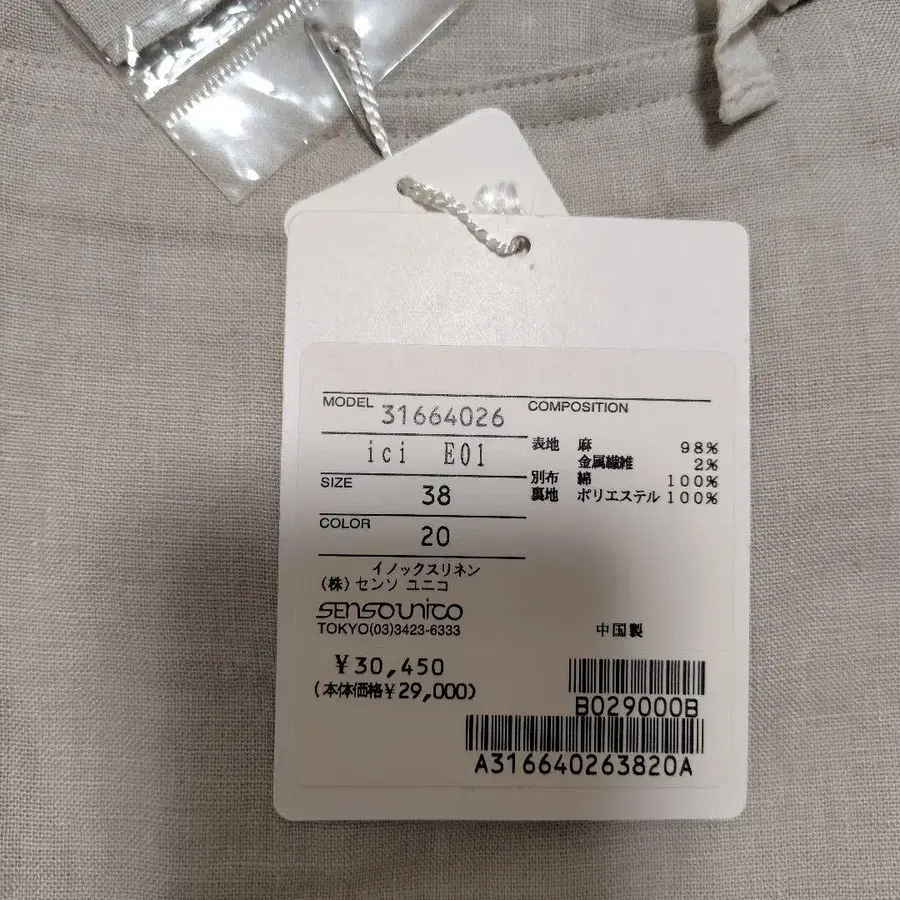 MODEL 31664026
ici E01
SIZE
38
COLOR
20
イノックスリネン
(株)センソ ユニコ
SENSOUNICO
TOKYO(03)3423-6333
¥30,450
(本体価格¥29,000)
COMPOSITION
表地 麻 98%
金属繊維 2%
別布 綿 100%
裏地 ポリエステル 100%
中国製
B029000B
A316640263820A